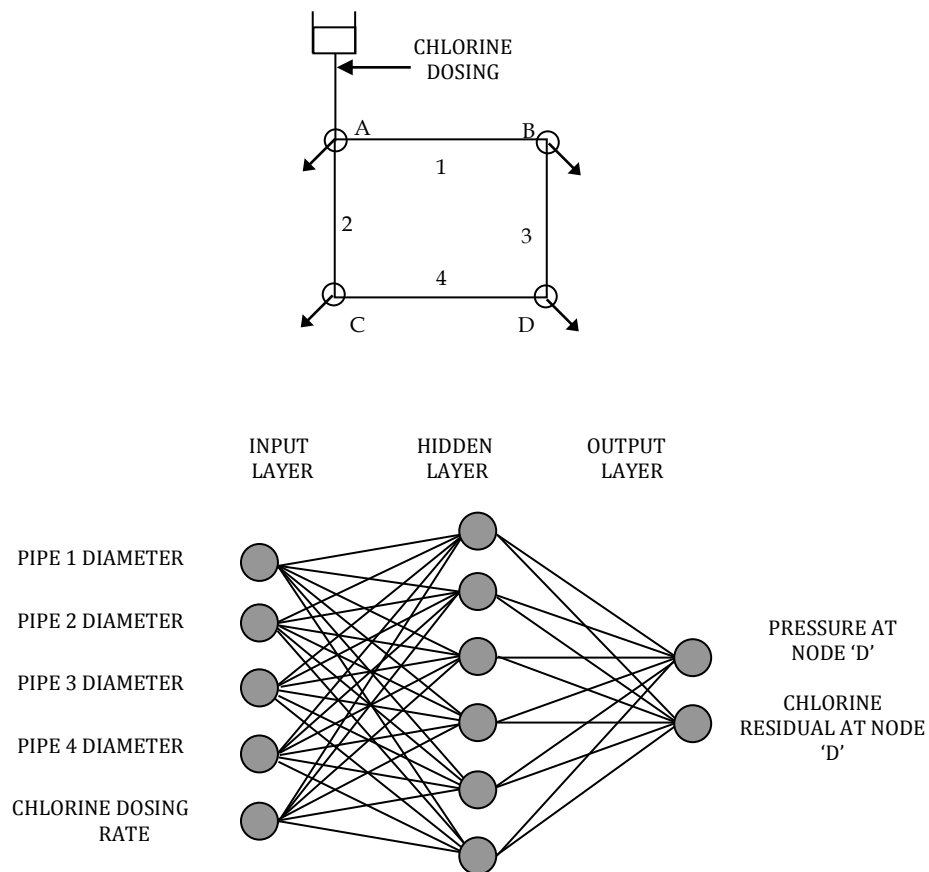 CHLORINE
DOSING
A
B
1
2
3
4
C
D
INPUT
LAYER
HIDDEN
LAYER
OUTPUT
LAYER
PIPE 1 DIAMETER
PIPE 2 DIAMETER
PIPE 3 DIAMETER
PIPE 4 DIAMETER
CHLORINE DOSING
RATE
PRESSURE AT
NODE ‘D’
CHLORINE
RESIDUAL AT NODE
‘D’